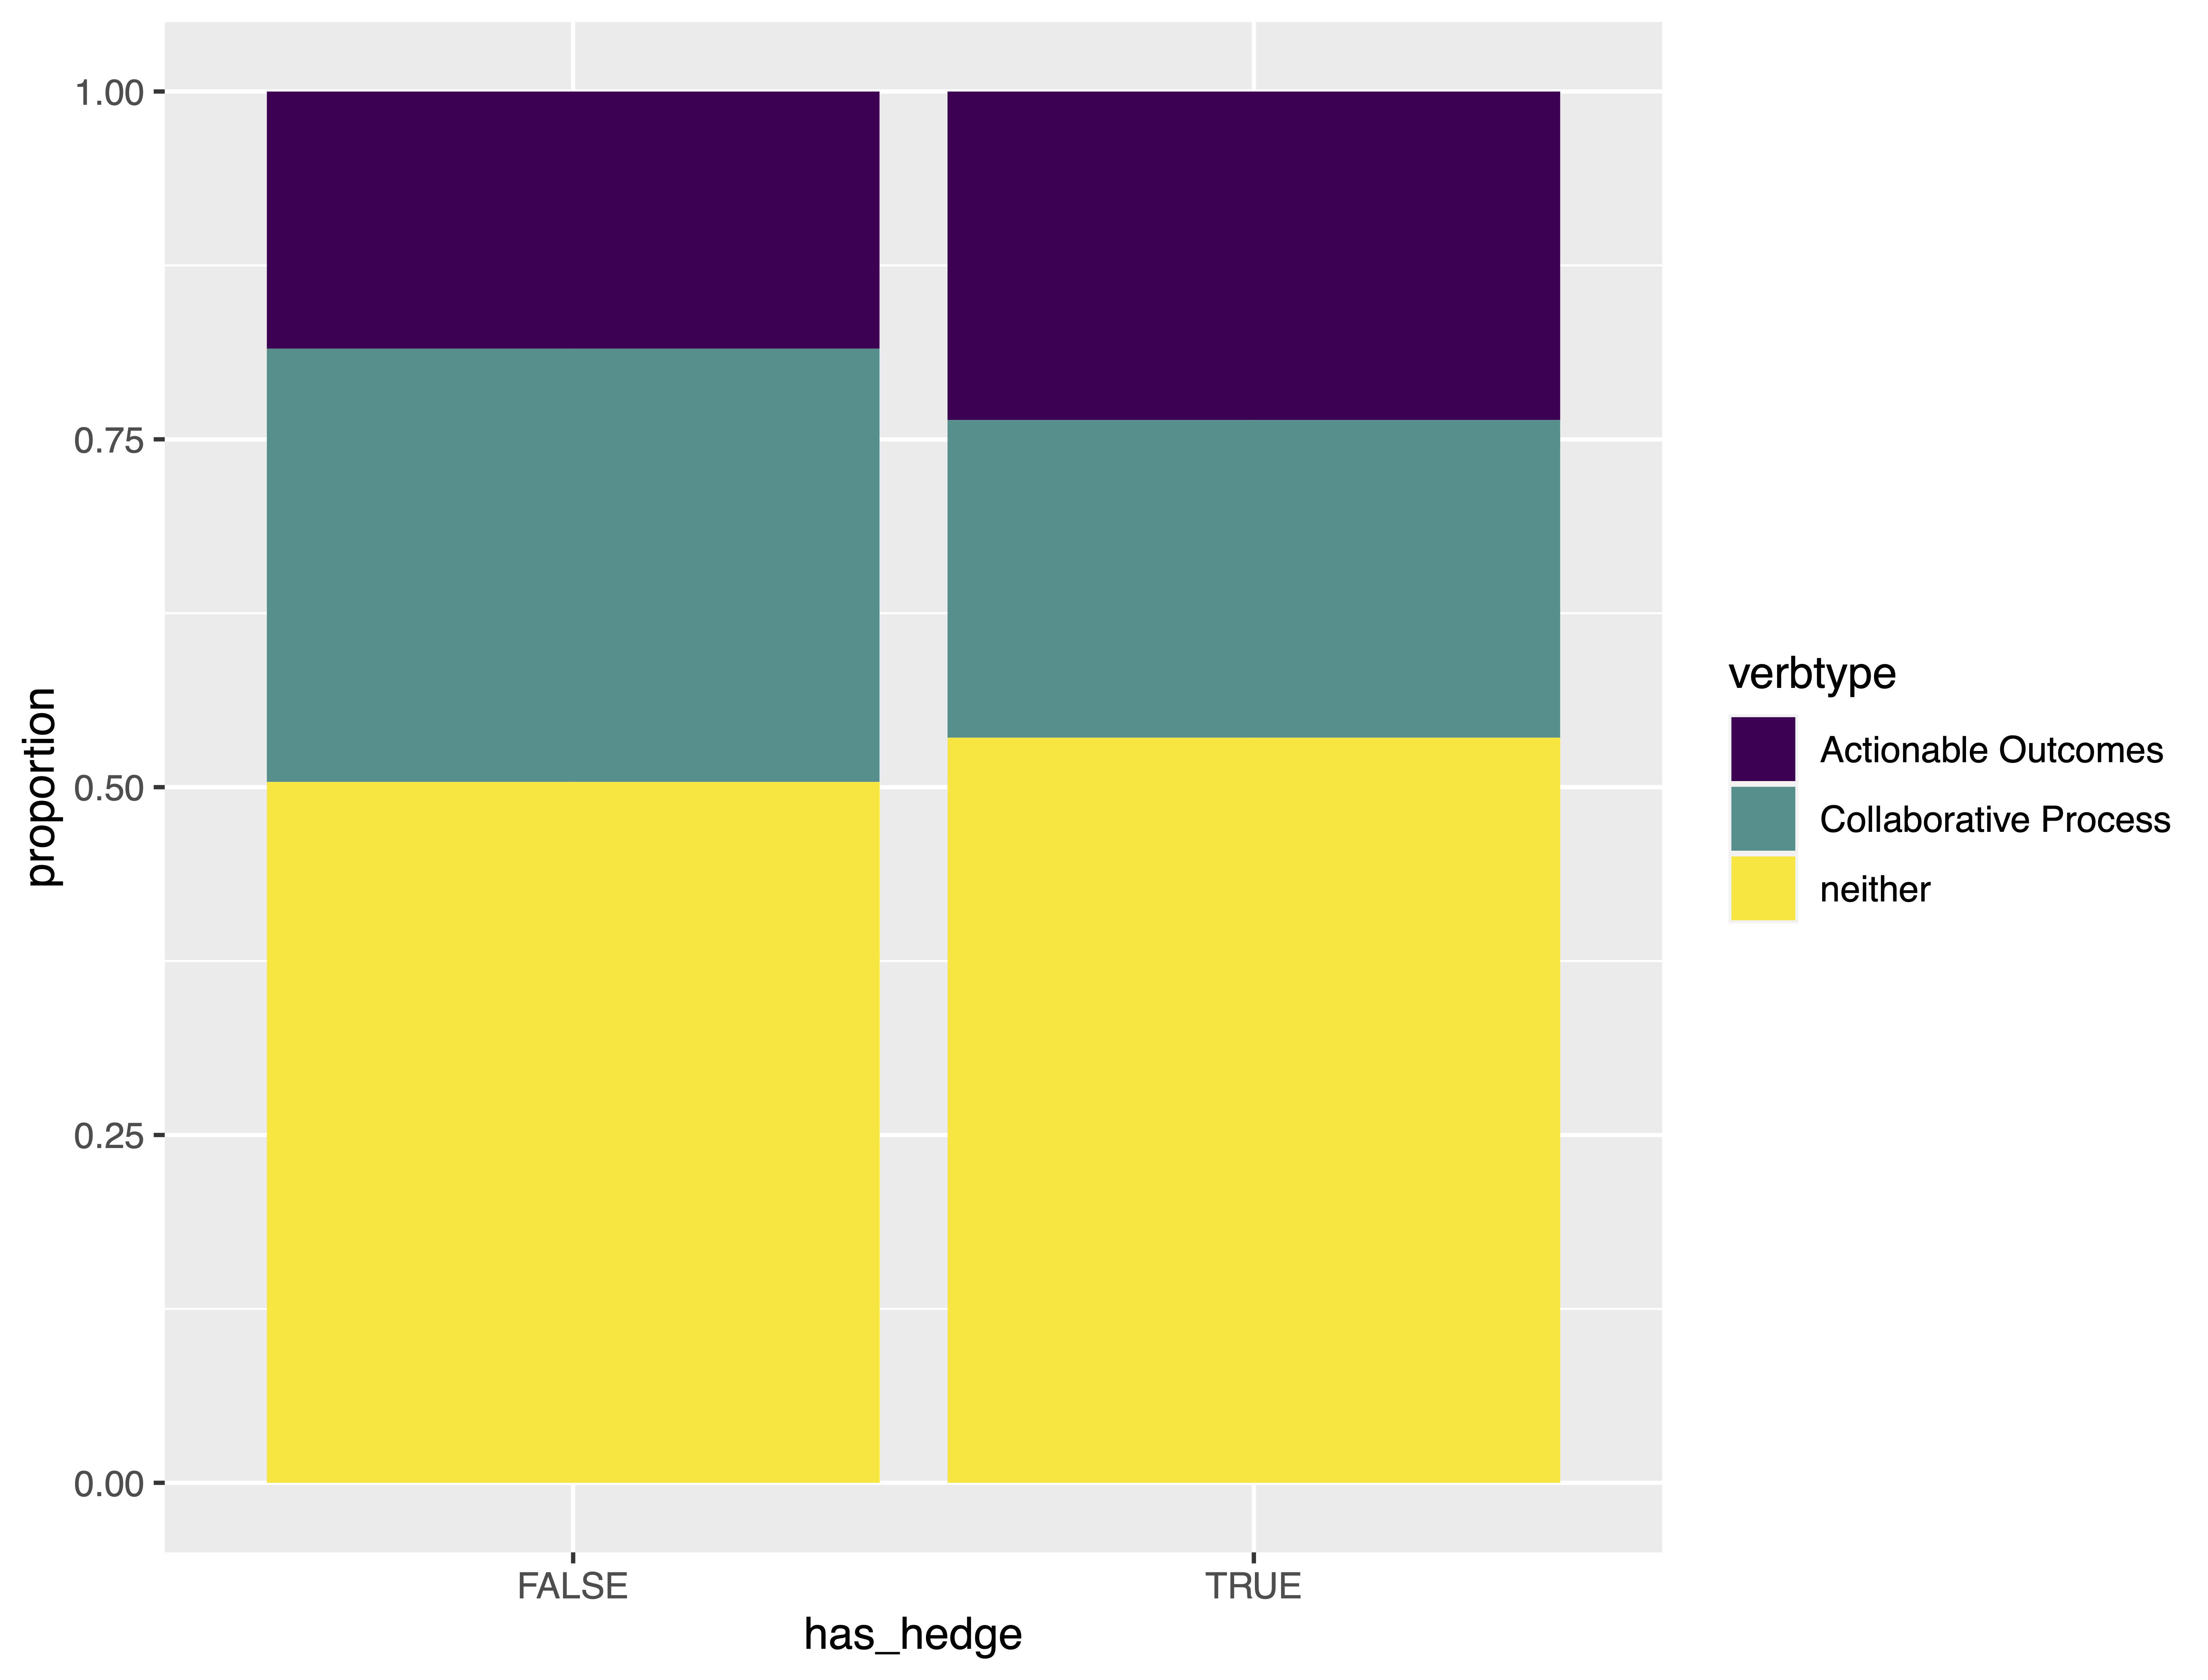 proportion
1.00
0.75
0.50
0.25
0.00
FALSE
TRUE
has_hedge
verbtype
Actionable Outcomes
Collaborative Process
neither